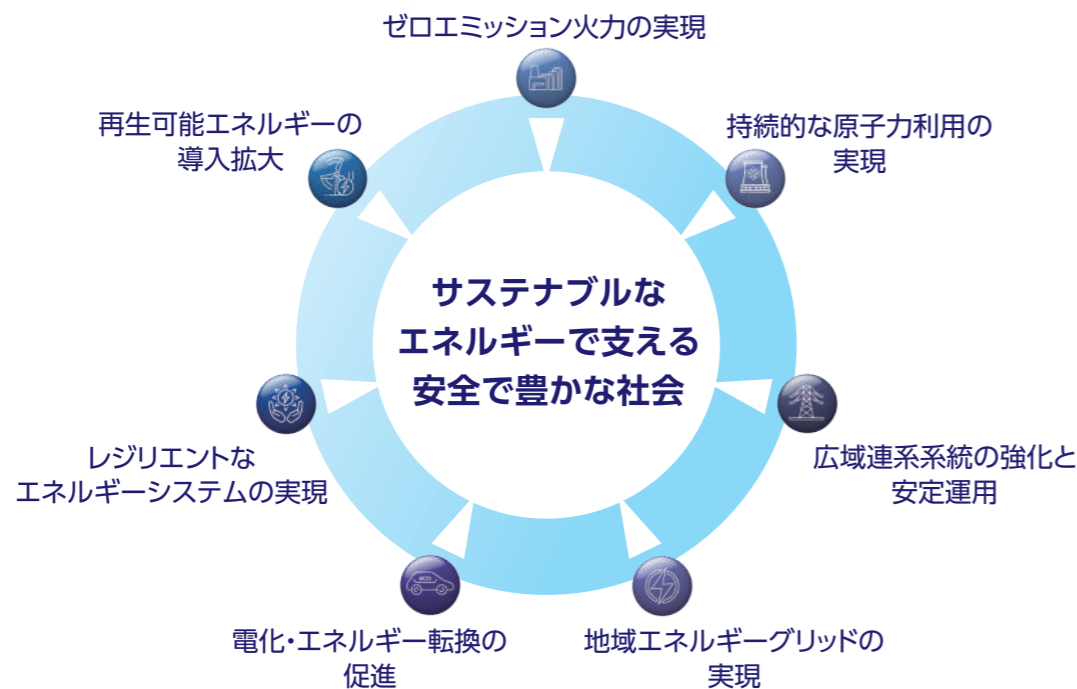 ゼロエミッション火力の実現
持続的な原子力利用の
実現
広域連系系統の強化と
安定運用
地域エネルギーグリッドの
実現
電化・エネルギー転換の
促進
レジリエントな
エネルギーシステムの実現
再生可能エネルギーの
導入拡大
サステナブルな
エネルギーで支える
安全で豊かな社会
ECO